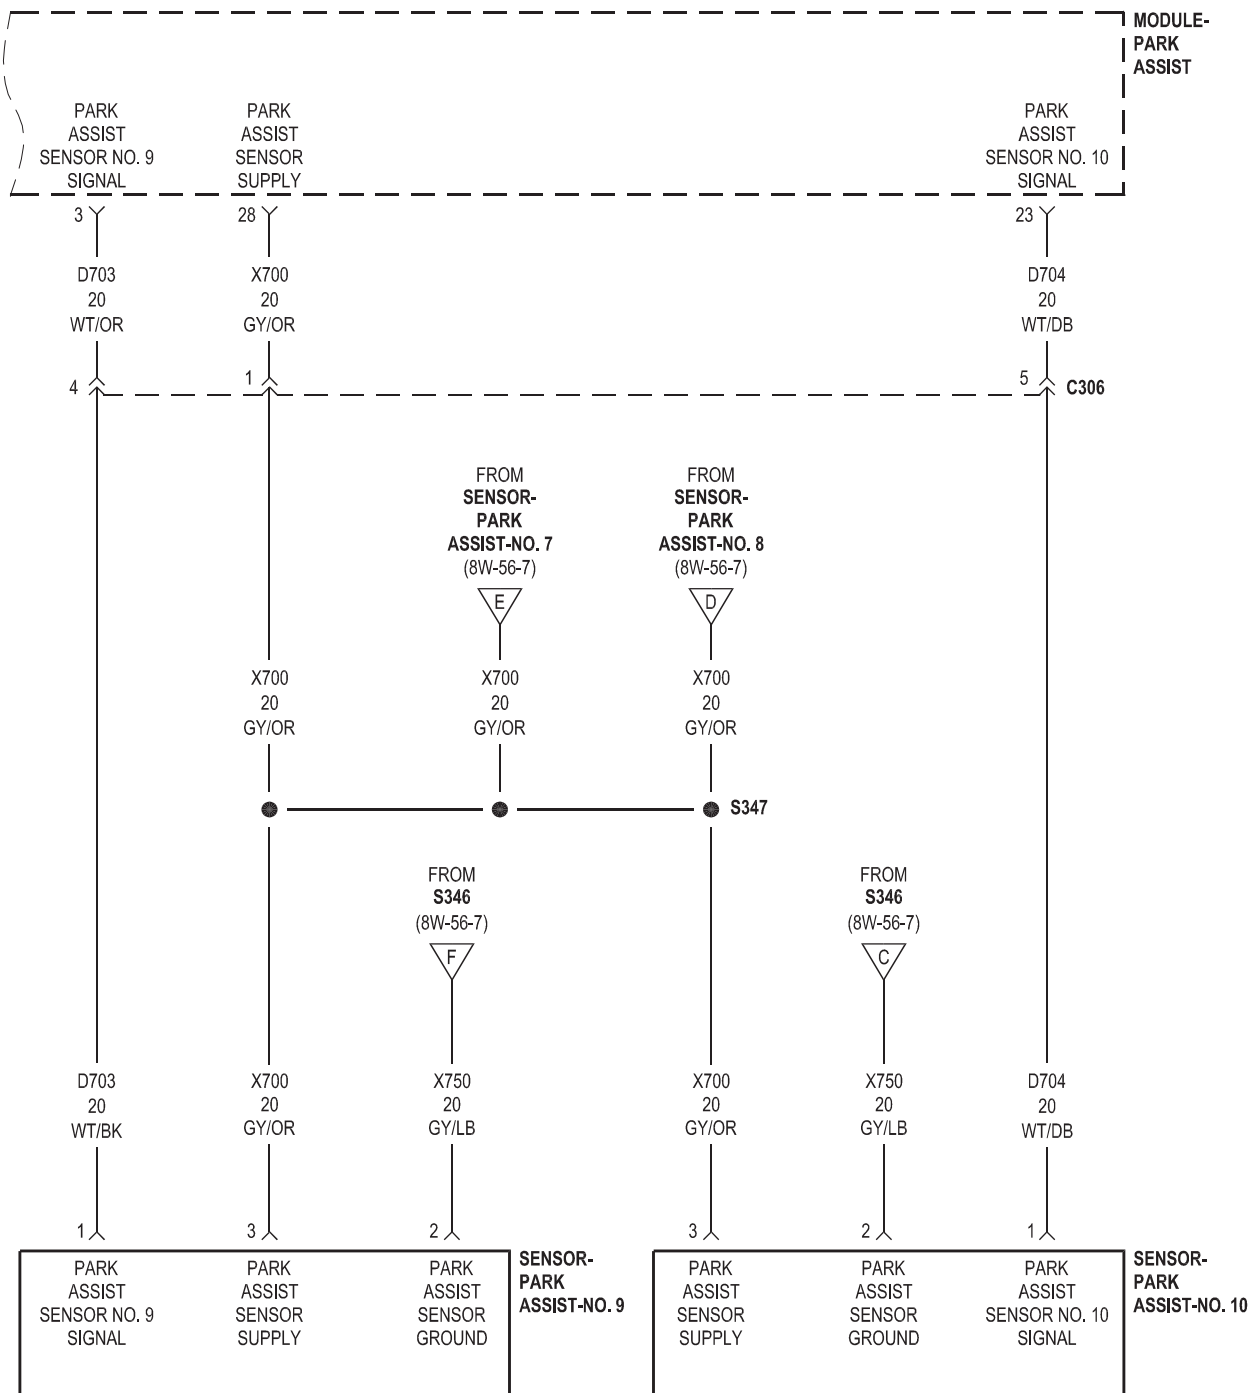 MODULE-
PARK
ASSIST
PARK
ASSIST
SENSOR NO. 9
SIGNAL
PARK
ASSIST
SENSOR
SUPPLY
PARK
ASSIST
SENSOR NO. 10
SIGNAL
3
28
23
D703
20
WT/OR
X700
20
GY/OR
D704
20
WT/DB
4
1
5
C306
FROM
SENSOR-
PARK
ASSIST-NO. 7
(8W-56-7)
E
FROM
SENSOR-
PARK
ASSIST-NO. 8
(8W-56-7)
D
X700
20
GY/OR
X700
20
GY/OR
X700
20
GY/OR
S347
FROM
S346
(8W-56-7)
F
FROM
S346
(8W-56-7)
C
D703
20
WT/BK
X700
20
GY/OR
X750
20
GY/LB
X700
20
GY/OR
X750
20
GY/LB
D704
20
WT/DB
1
3
2
3
2
1
PARK
ASSIST
SENSOR NO. 9
SIGNAL
PARK
ASSIST
SENSOR
SUPPLY
PARK
ASSIST
SENSOR
GROUND
SENSOR-
PARK
ASSIST-NO. 9
PARK
ASSIST
SENSOR
SUPPLY
PARK
ASSIST
SENSOR
GROUND
PARK
ASSIST
SENSOR NO. 10
SIGNAL
SENSOR-
PARK
ASSIST-NO. 10